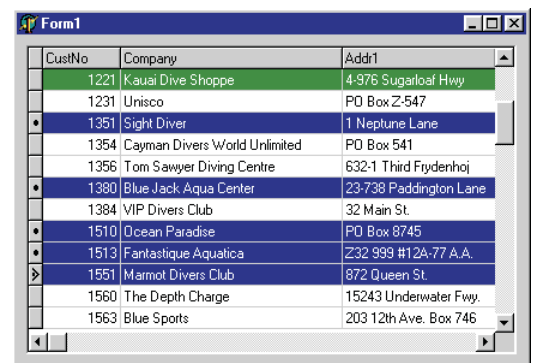 Form1
CustNo Company Addr1
1221 Kauai Dive Shoppe 4-976 Sugarloaf Hwy
1231 Unisco PO Box Z-547
1351 Sight Diver 1 Neptune Lane
1354 Cayman Divers World Unlimited PO Box 541
1356 Tom Sawyer Diving Centre 632-1 Third Frydenhoj
1380 Blue Jack Aqua Center 23-738 Paddington Lane
1384 VIP Divers Club 32 Main St.
1510 Ocean Paradise PO Box 8745
1513 Fantastique Aquatica Z32 999 #12A-77 A.A.
1551 Marmot Divers Club 872 Queen St.
1560 The Depth Charge 15243 Underwater Fwy.
1563 Blue Sports 203 12th Ave. Box 746